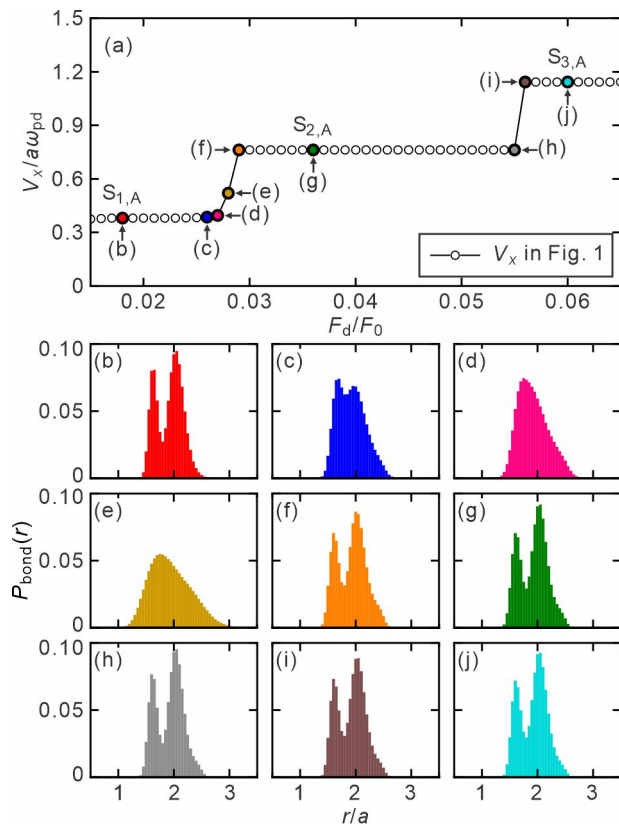 (a)
S3,A
1.5
1.2
(i)
(j)
0.9
S2,A
(f)
(h)
(g)
0.6
(e)
S1,A
(d)
0.3
(b)
(c)
Vx in Fig. 1
0
Vx/aωpd
0.02 0.03 0.04 0.05 0.06
Fd/F0
0.10
0.05
0
(b) (c) (d)
0.10
0.05
0
(e) (f) (g)
0.10
0.05
0
(h) (i) (j)
Pbond(r)
1 2 3 1 2 3 1 2 3
r/a